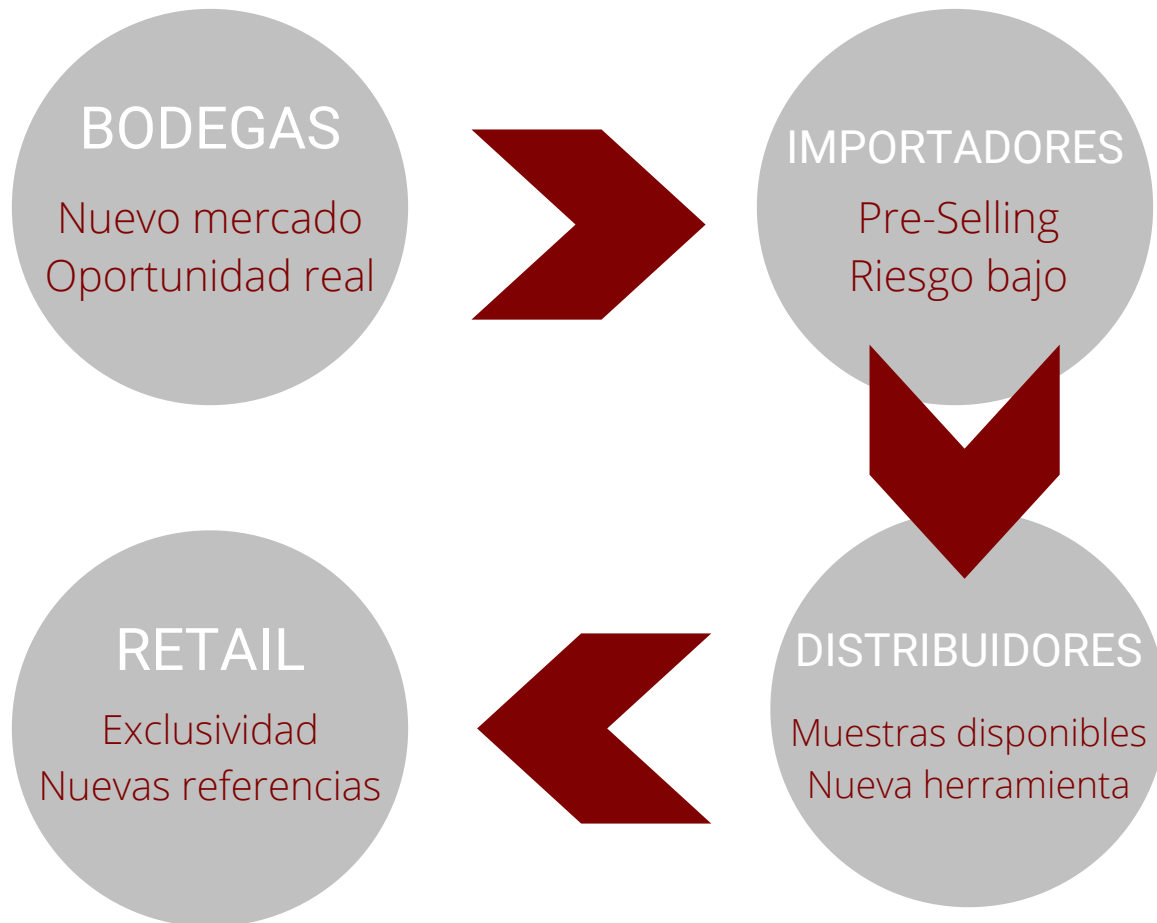 BODEGAS
Nuevo mercado
Oportunidad real
IMPORTADORES
Pre-Selling
Riesgo bajo
DISTRIBUIDORES
Muestras disponibles
Nueva herramienta
RETAIL
Exclusividad
Nuevas referencias